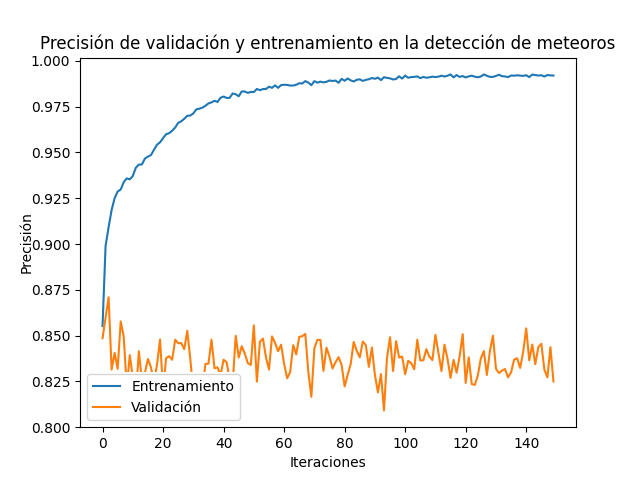 Precisión de validación y entrenamiento en la detección de meteoros
1.000
0.975
0.950
0.925
0.900
0.875
0.850
0.825
0.800
Precisión
Entrenamiento
Validación
0 20 40 60 80 100 120 140
Iteraciones